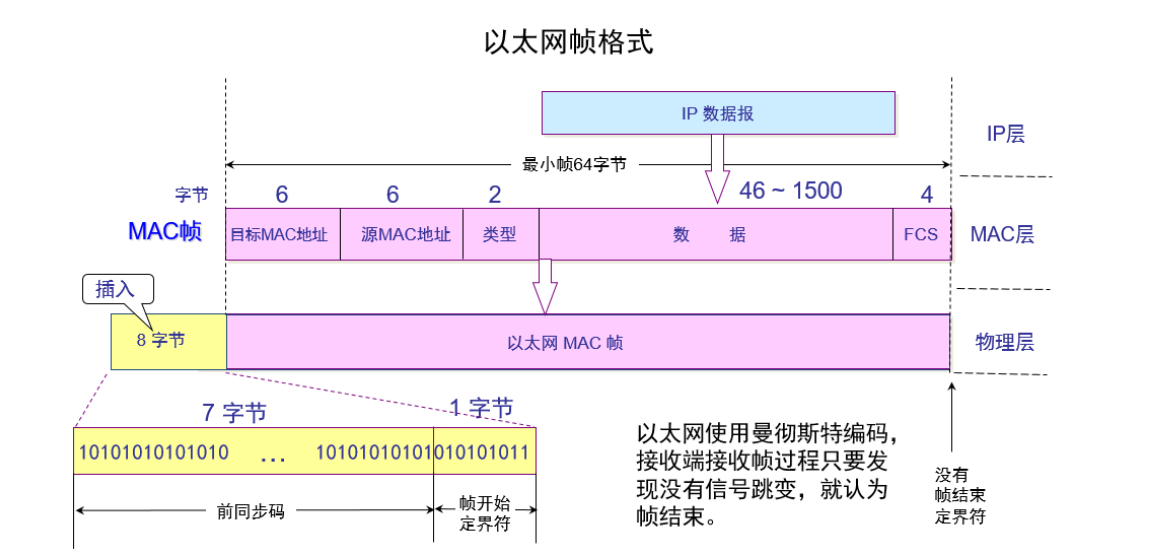 以太网帧格式
IP 数据报
IP层
最小帧64字节
字节
6
6
2
46 ~ 1500
4
MAC帧
目标MAC地址
源MAC地址
类型
数 据
FCS
MAC层
插入
8 字节
以太网 MAC 帧
物理层
7 字节
1 字节
10101010101010 ... 10101010101010101011
前同步码
帧开始
定界符
以太网使用曼彻斯特编码，
接收端接收帧过程只要发
现没有信号跳变，就认为
帧结束。
没有
帧结束
定界符